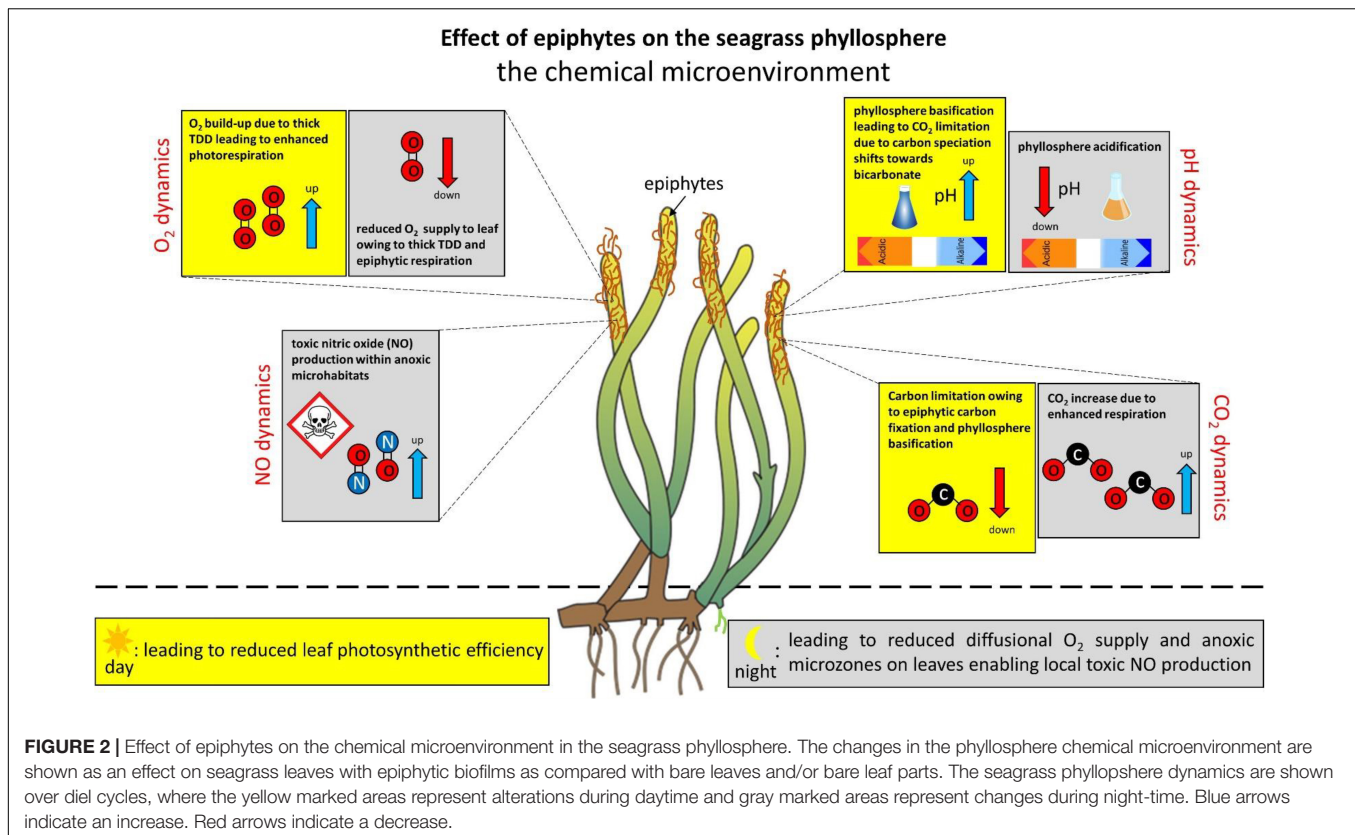 Effect of epiphytes on the seagrass phyllosphere
the chemical microenvironment
O₂ dynamics
O₂ build-up due to thick
TDD leading to enhanced
photorespiration
O
O
O
O
up
O
O
down
reduced O₂ supply to leaf
owing to thick TDD and
epiphytic respiration
epiphytes
phyllosphere basification
leading to CO₂ limitation
due to carbon speciation
shifts towards
bicarbonate
pH
up
Acidic
Alkaline
phyllosphere acidification
pH
down
Acidic
Alkaline
pH dynamics
NO dynamics
toxic nitric oxide (NO)
production within anoxic
microhabitats
O
N
N
O
up
Carbon limitation owing
to epiphytic carbon
fixation and phyllosphere
basification
C
O
O
down
CO₂ increase due to
enhanced respiration
C
O
O
C
O
O
up
CO₂ dynamics
day : leading to reduced leaf photosynthetic efficiency
night : leading to reduced diffusional O₂ supply and anoxic
microzones on leaves enabling local toxic NO production
FIGURE 2 | Effect of epiphytes on the chemical microenvironment in the seagrass phyllosphere. The changes in the phyllosphere chemical microenvironment are
shown as an effect on seagrass leaves with epiphytic biofilms as compared with bare leaves and/or bare leaf parts. The seagrass phyllopshere dynamics are shown
over diel cycles, where the yellow marked areas represent alterations during daytime and gray marked areas represent changes during night-time. Blue arrows
indicate an increase. Red arrows indicate a decrease.